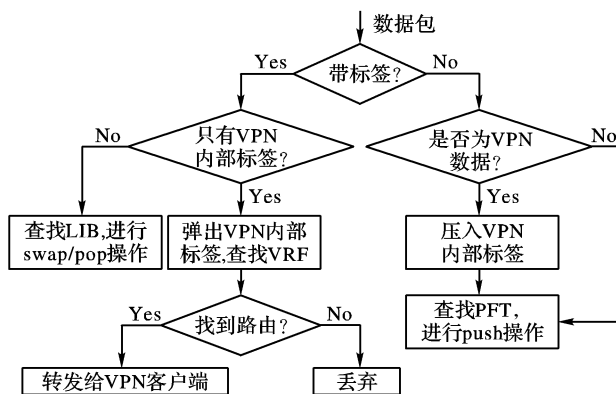 数据包
Yes
带标签?
No
No
只有VPN
内部标签?
是否为VPN
数据?
No
Yes
Yes
查找LIB,进行
swap/pop操作
弹出VPN内部
标签,查找VRF
压入VPN
内部标签
Yes
找到路由?
No
查找PFT,
进行push操作
转发给VPN客户端
丢弃